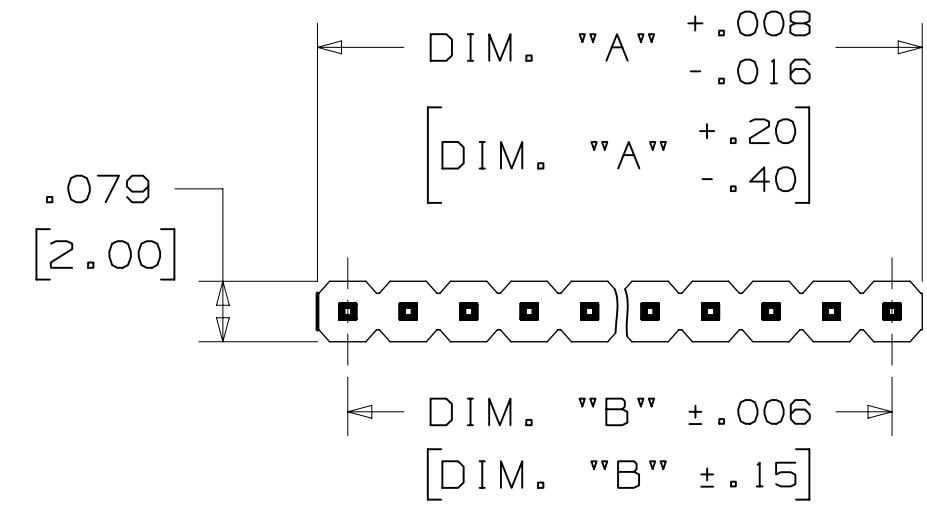 DIM. "A" +.008
-.016
[DIM. "A" +.20
-.40]
.079
[2.00]
DIM. "B" ±.006
[DIM. "B" ±.15]